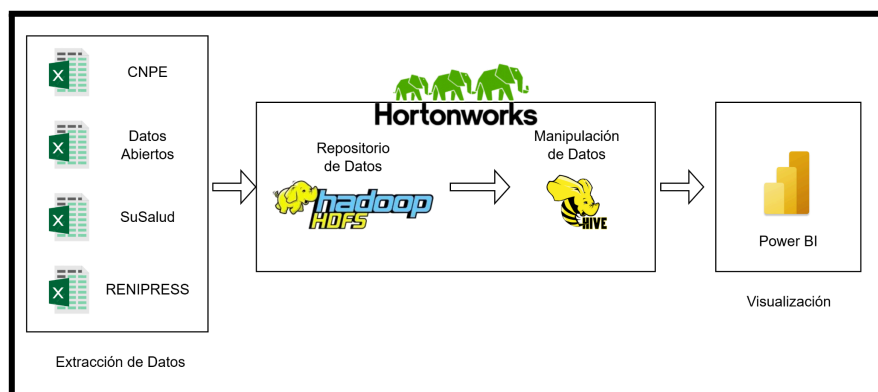 CNPE
Datos
Abiertos
SuSalud
RENIPRESS
Extracción de Datos
Hortonworks
Repositorio
de Datos
hadoop
HDFS
Manipulación
de Datos
HIVE
Power BI
Visualización